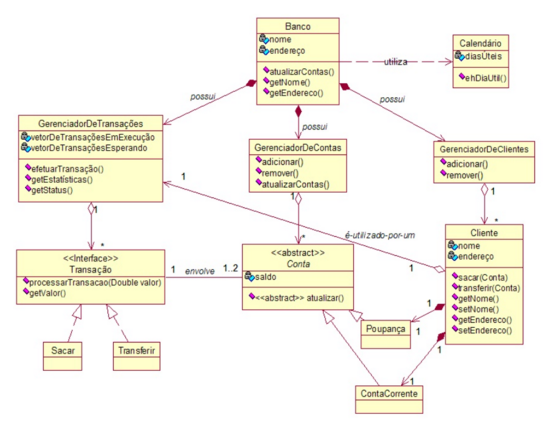 Banco
nome
endereço
atualizarContas()
getNome()
getEndereco()
utiliza
Calendário
diasÚteis
ehDiaUtil()
possui
possui
possui
GerenciadorDeTransações
vetorDeTransaçõesEmExecução
vetorDeTransaçõesEsperando
efetuarTransação()
getEstatísticas()
getStatus()
GerenciadorDeContas
adicionar()
remover()
atualizarContas()
GerenciadorDeClientes
adicionar()
remover()
1
1
1
1
*
*
*
é-utilizado-por-um
1
<<Interface>>
Transação
processarTransacao(Double valor)
getValor()
1
envolve
1..2
<<abstract>>
Conta
saldo
<<abstract>> atualizar()
Cliente
nome
endereço
sacar(Conta)
transferir(Conta)
getNome()
setNome()
getEndereco()
setEndereco()
Sacar
Transferir
Poupança
1
1
1
1
ContaCorrente